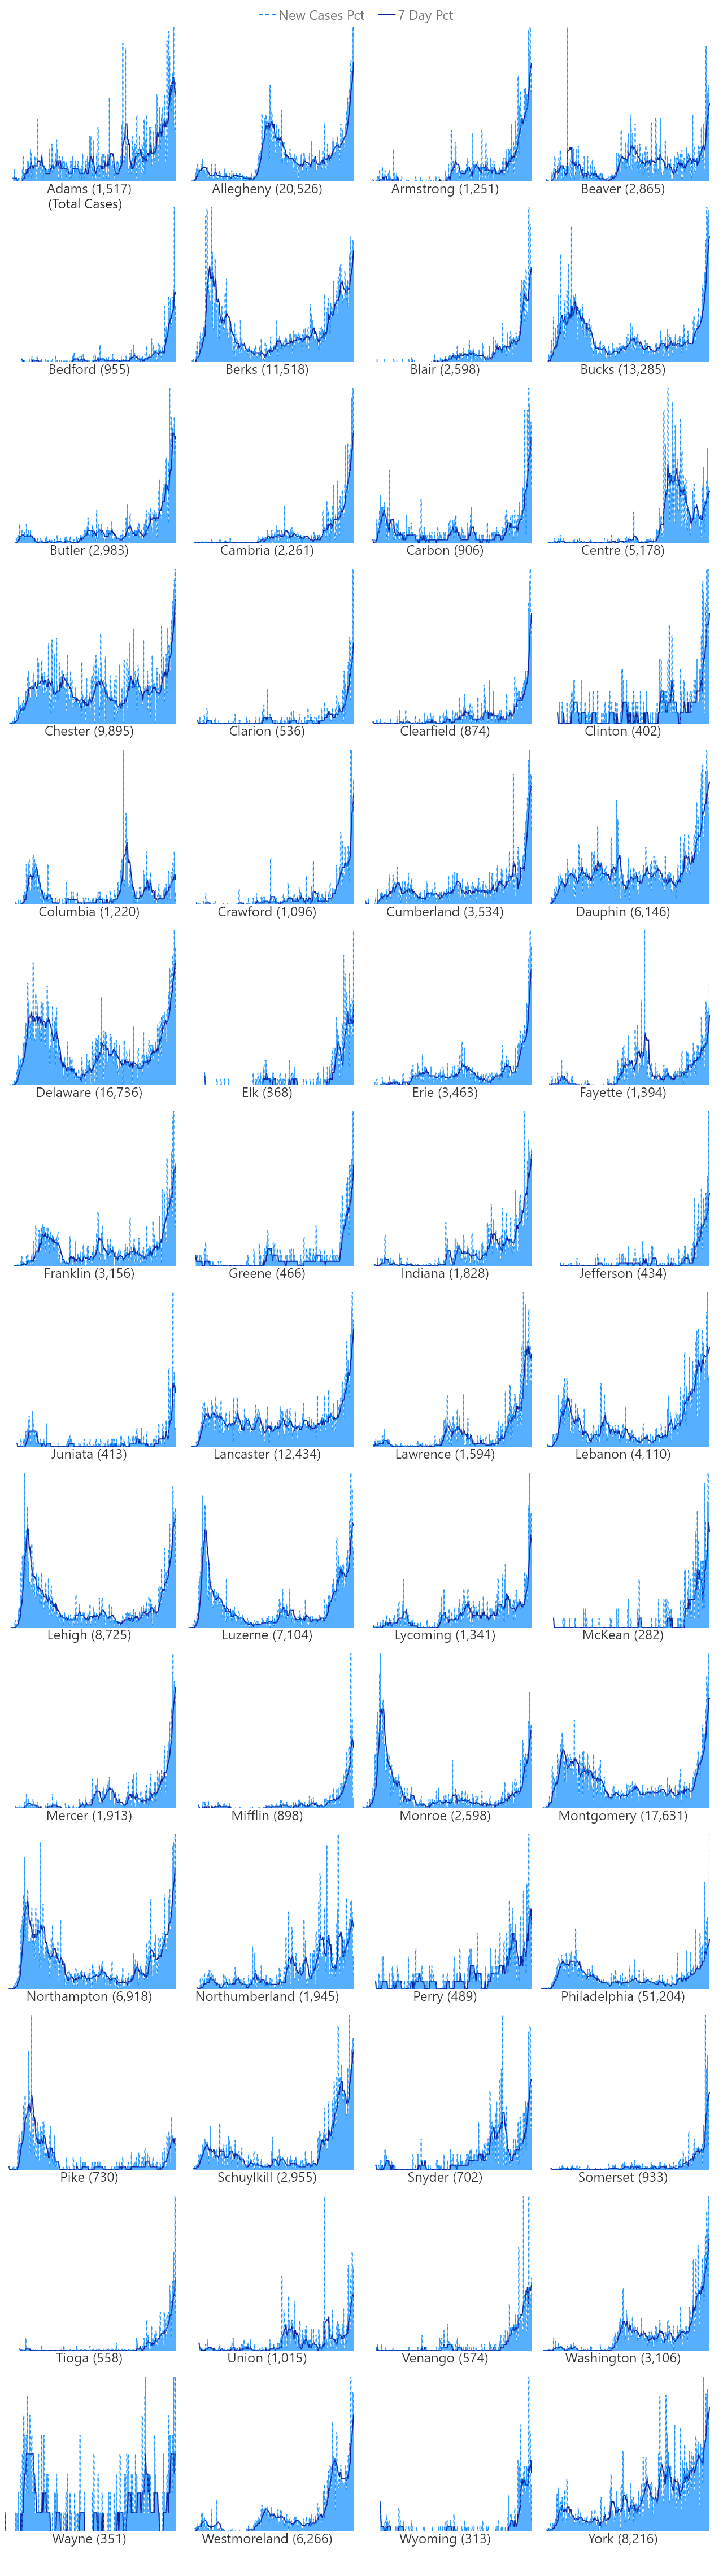 New Cases Pct 7 Day Pct
Adams (1,517) Allegheny (20,526) Armstrong (1,251) Beaver (2,865)
(Total Cases)
Bedford (955) Berks (11,518) Blair (2,598) Bucks (13,285)
Butler (2,983) Cambria (2,261) Carbon (906) Centre (5,178)
Chester (9,895) Clarion (536) Clearfield (874) Clinton (402)
Columbia (1,220) Crawford (1,096) Cumberland (3,534) Dauphin (6,146)
Delaware (16,736) Elk (368) Erie (3,463) Fayette (1,394)
Franklin (3,156) Greene (466) Indiana (1,828) Jefferson (434)
Juniata (413) Lancaster (12,434) Lawrence (1,594) Lebanon (4,110)
Lehigh (8,725) Luzerne (7,104) Lycoming (1,341) McKean (282)
Mercer (1,913) Mifflin (898) Monroe (2,598) Montgomery (17,631)
Northampton (6,918) Northumberland (1,945) Perry (489) Philadelphia (51,204)
Pike (730) Schuylkill (2,955) Snyder (702) Somerset (933)
Tioga (558) Union (1,015) Venango (574) Washington (3,106)
Wayne (351) Westmoreland (6,266) Wyoming (313) York (8,216)